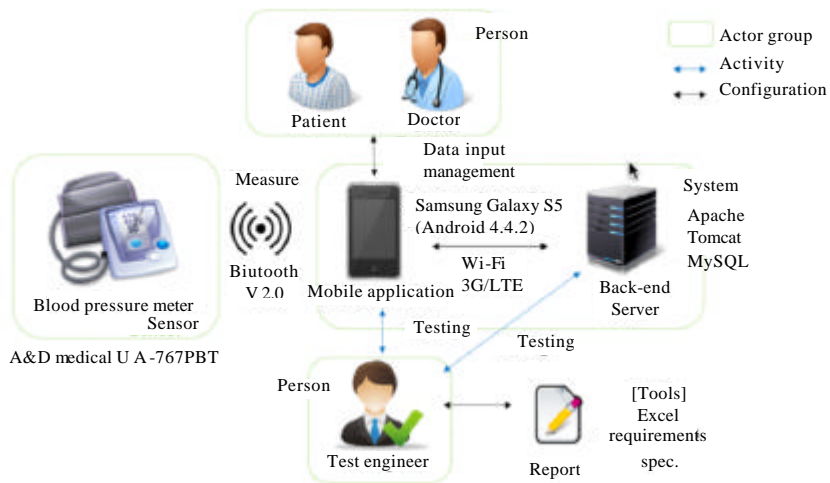 Person
Patient
Doctor
Actor group
Activity
Configuration
Data input
management
Measure
Biutooth
V 2.0
Blood pressure meter
Sensor
A&D medical U A -767PBT
Samsung Galaxy S5
(Android 4.4.2)
Wi-Fi
3G/LTE
Mobile application
System
Apache
Tomcat
MySQL
Back-end
Server
Testing
Testing
Person
Test engineer
Report
[Tools]
Excel
requirements
spec.